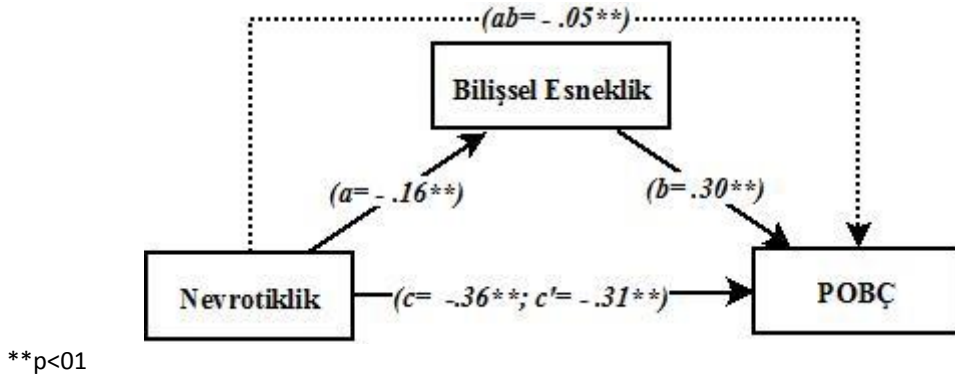 (ab= - .05**)
Bilişsel Esneklik
(a= - .16**)
(b= .30**)
Nevrotiklik
(c= -.36**; c'= - .31**)
POBÇ
**p<01